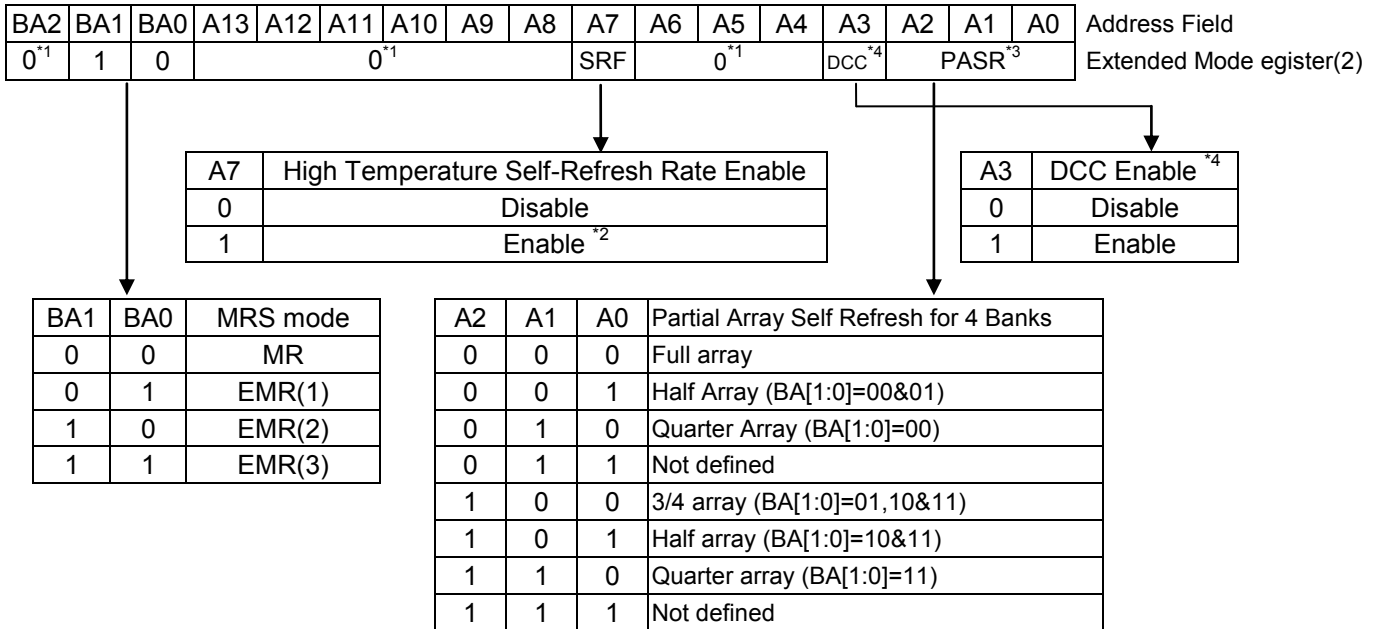 BA2 BA1 BA0 A13 A12 A11 A10 A9 A8 A7 A6 A5 A4 A3 A2 A1 A0 Address Field
0*1 1 0 0*1 SRF 0*1 DCC*4 PASR*3 Extended Mode egister(2)
A7 High Temperature Self-Refresh Rate Enable
0 Disable
1 Enable *2
A3 DCC Enable *4
0 Disable
1 Enable
BA1 BA0 MRS mode
0 0 MR
0 1 EMR(1)
1 0 EMR(2)
1 1 EMR(3)
A2 A1 A0 Partial Array Self Refresh for 4 Banks
0 0 0 Full array
0 0 1 Half Array (BA[1:0]=00&01)
0 1 0 Quarter Array (BA[1:0]=00)
0 1 1 Not defined
1 0 0 3/4 array (BA[1:0]=01,10&11)
1 0 1 Half array (BA[1:0]=10&11)
1 1 0 Quarter array (BA[1:0]=11)
1 1 1 Not defined